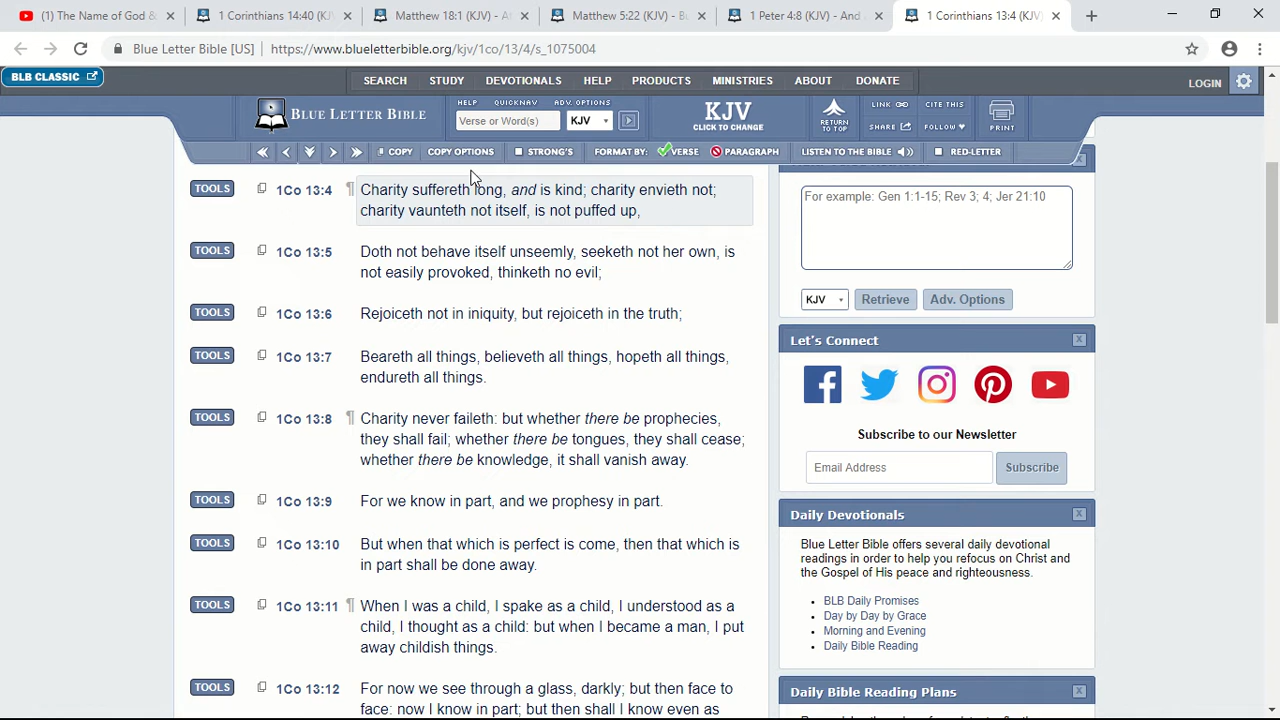 (1) The Name of God &
1 Corinthians 14:40 (KJV)
Matthew 18:1 (KJV) - A
Matthew 5:22 (KJV) - Bu
1 Peter 4:8 (KJV) - And
1 Corinthians 13:4 (KJV)
Blue Letter Bible [US]
https://www.blueletterbible.org/kjv/1co/13/4/s_1075004
BLB CLASSIC
SEARCH STUDY DEVOTIONALS HELP PRODUCTS MINISTRIES ABOUT DONATE
LOGIN
BLUE LETTER BIBLE
HELP QUICKNAV ADV. OPTIONS
Verse or Word(s)
KJV
KJV
CLICK TO CHANGE
RETURN
TO TOP
LINK
CITE THIS
SHARE
FOLLOW
PRINT
COPY COPY OPTIONS STRONG'S FORMAT BY: VERSE PARAGRAPH LISTEN TO THE BIBLE RED-LETTER
TOOLS 1Co 13:4 ¶ Charity suffereth long, and is kind; charity envieth not;
charity vaunteth not itself, is not puffed up,
TOOLS 1Co 13:5 Doth not behave itself unseemly, seeketh not her own, is
not easily provoked, thinketh no evil;
TOOLS 1Co 13:6 Rejoiceth not in iniquity, but rejoiceth in the truth;
TOOLS 1Co 13:7 Beareth all things, believeth all things, hopeth all things,
endureth all things.
TOOLS 1Co 13:8 ¶ Charity never faileth: but whether there be prophecies,
they shall fail; whether there be tongues, they shall cease;
whether there be knowledge, it shall vanish away.
TOOLS 1Co 13:9 For we know in part, and we prophesy in part.
TOOLS 1Co 13:10 But when that which is perfect is come, then that which is
in part shall be done away.
TOOLS 1Co 13:11 ¶ When I was a child, I spake as a child, I understood as a
child, I thought as a child: but when I became a man, I put
away childish things.
TOOLS 1Co 13:12 For now we see through a glass, darkly; but then face to
face: now I know in part; but then shall I know even as
For example: Gen 1:1-15; Rev 3; 4; Jer 21:10
KJV
Retrieve
Adv. Options
Let's Connect
Subscribe to our Newsletter
Email Address
Subscribe
Daily Devotionals
Blue Letter Bible offers several daily devotional
readings in order to help you refocus on Christ and
the Gospel of His peace and righteousness.
BLB Daily Promises
Day by Day by Grace
Morning and Evening
Daily Bible Reading
Daily Bible Reading Plans